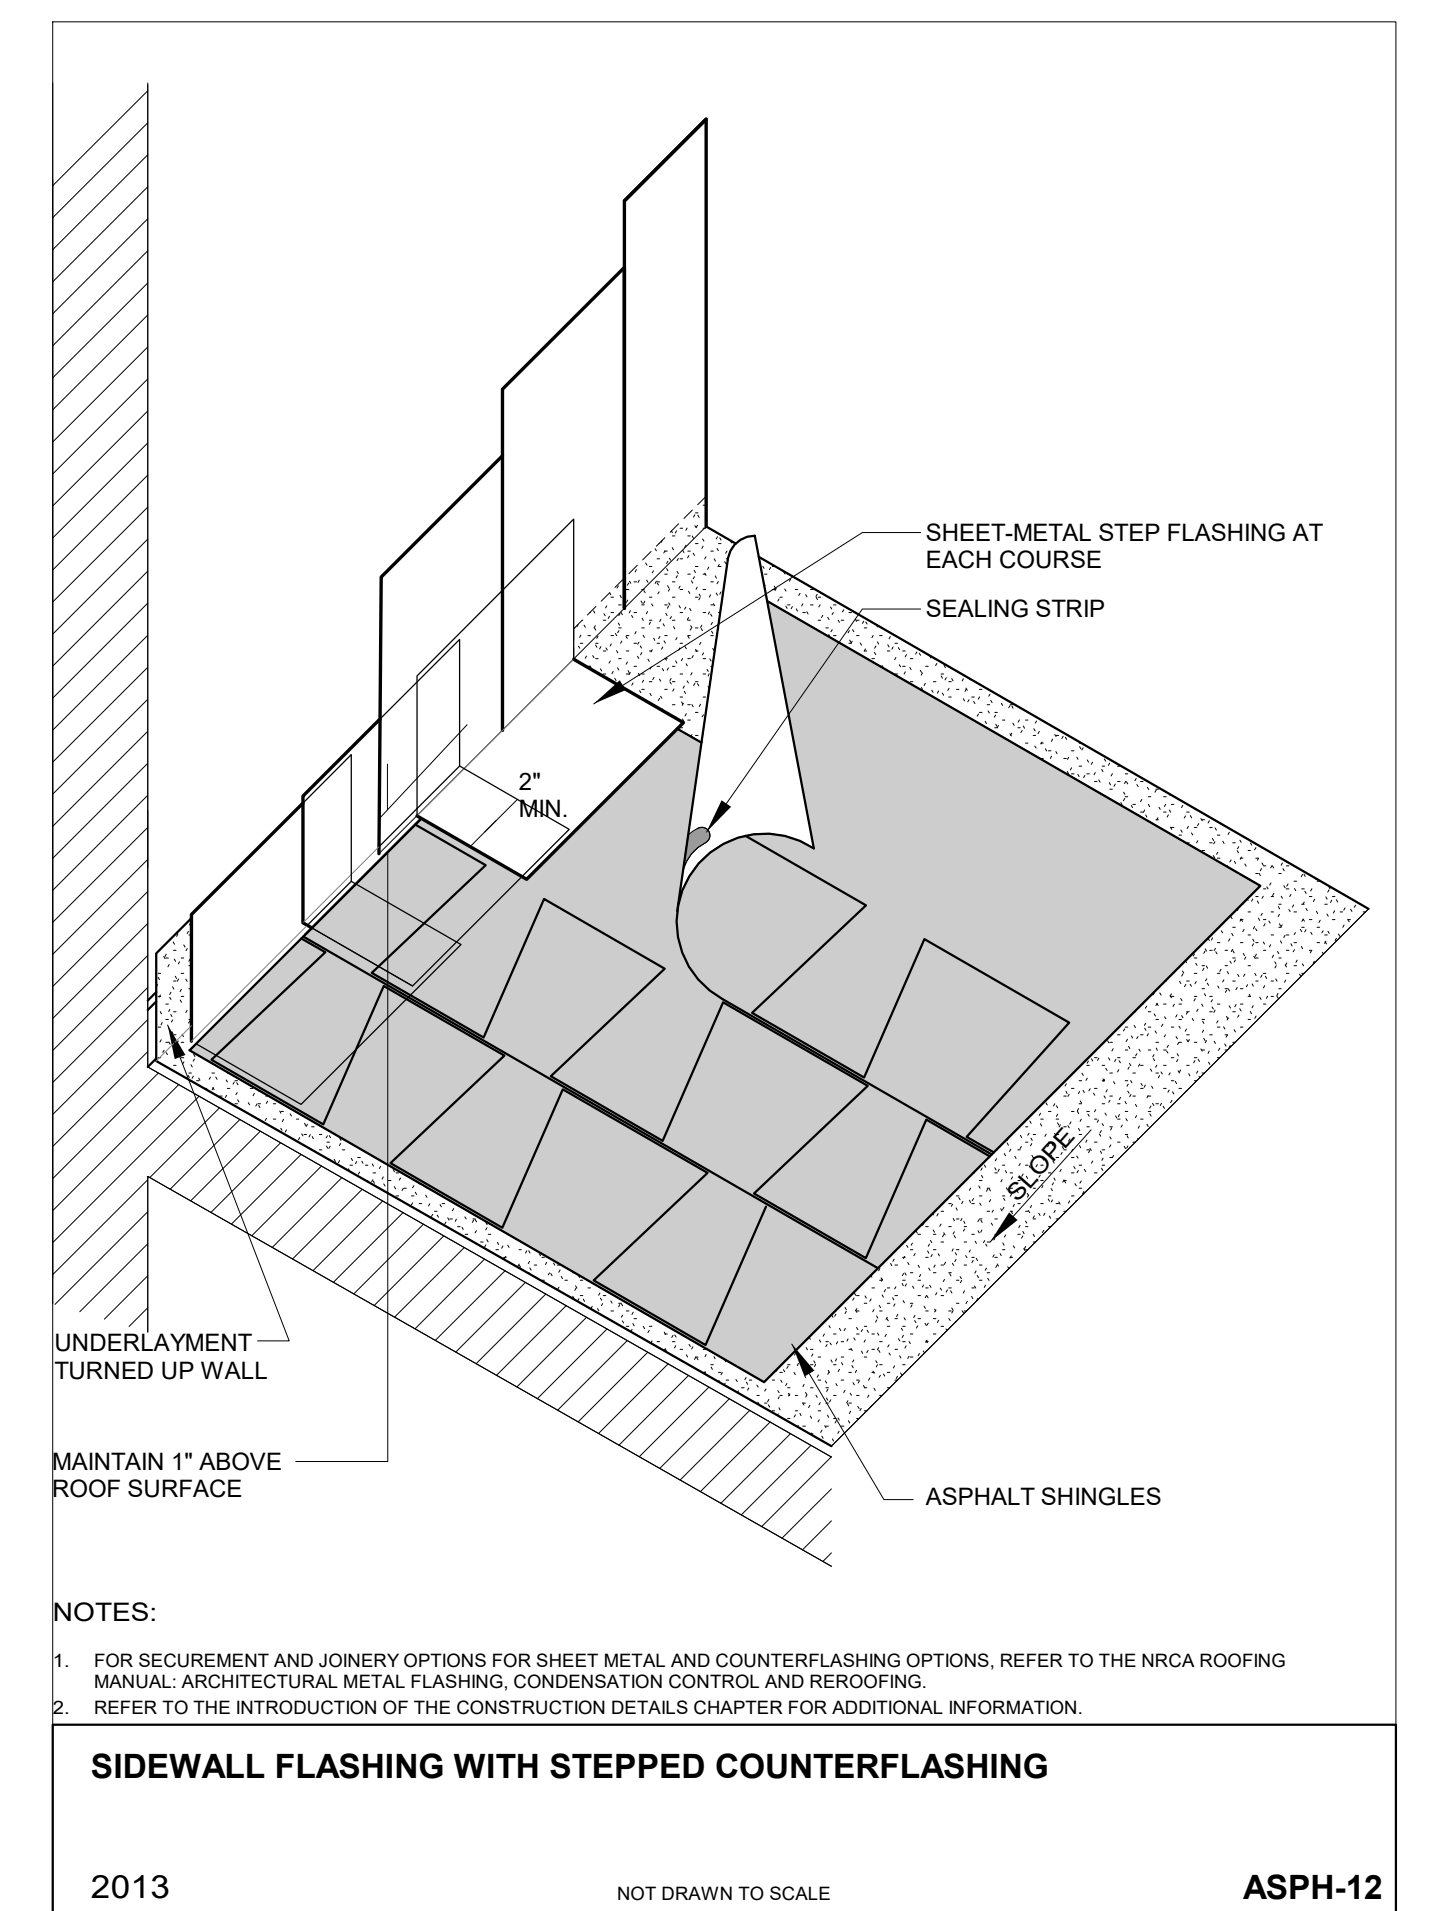 SHEET-METAL STEP FLASHING AT
EACH COURSE
SEALING STRIP
2"
MIN.
SLOPE
UNDERLAYMENT
TURNED UP WALL
MAINTAIN 1" ABOVE
ROOF SURFACE
ASPHALT SHINGLES
NOTES:
1. FOR SECUREMENT AND JOINERY OPTIONS FOR SHEET METAL AND COUNTERFLASHING OPTIONS, REFER TO THE NRCA ROOFING
MANUAL: ARCHITECTURAL METAL FLASHING, CONDENSATION CONTROL AND REROOFING.
2. REFER TO THE INTRODUCTION OF THE CONSTRUCTION DETAILS CHAPTER FOR ADDITIONAL INFORMATION.
SIDEWALL FLASHING WITH STEPPED COUNTERFLASHING
2013
NOT DRAWN TO SCALE
ASPH-12